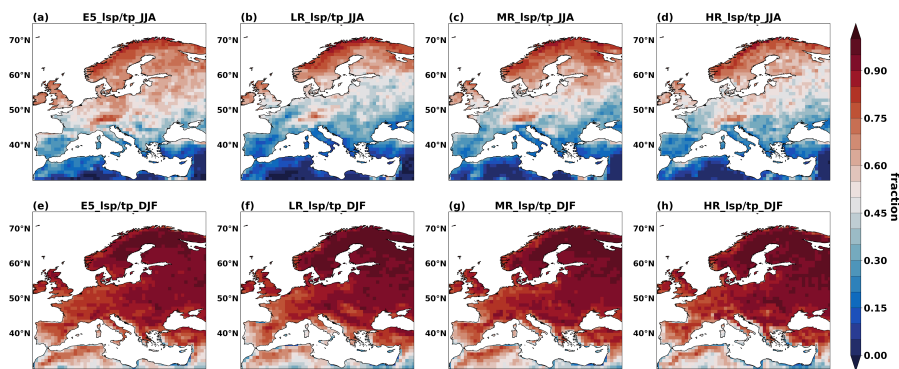 (a) E5_lsp/tp_JJA
(b) LR_lsp/tp_JJA
(c) MR_lsp/tp_JJA
(d) HR_lsp/tp_JJA
70°N
60°N
50°N
40°N
70°N
60°N
50°N
40°N
70°N
60°N
50°N
40°N
70°N
60°N
50°N
40°N
(e) E5_lsp/tp_DJF
(f) LR_lsp/tp_DJF
(g) MR_lsp/tp_DJF
(h) HR_lsp/tp_DJF
70°N
60°N
50°N
40°N
70°N
60°N
50°N
40°N
70°N
60°N
50°N
40°N
70°N
60°N
50°N
40°N
0.90
0.75
0.60
0.45
0.30
0.15
0.00
fraction